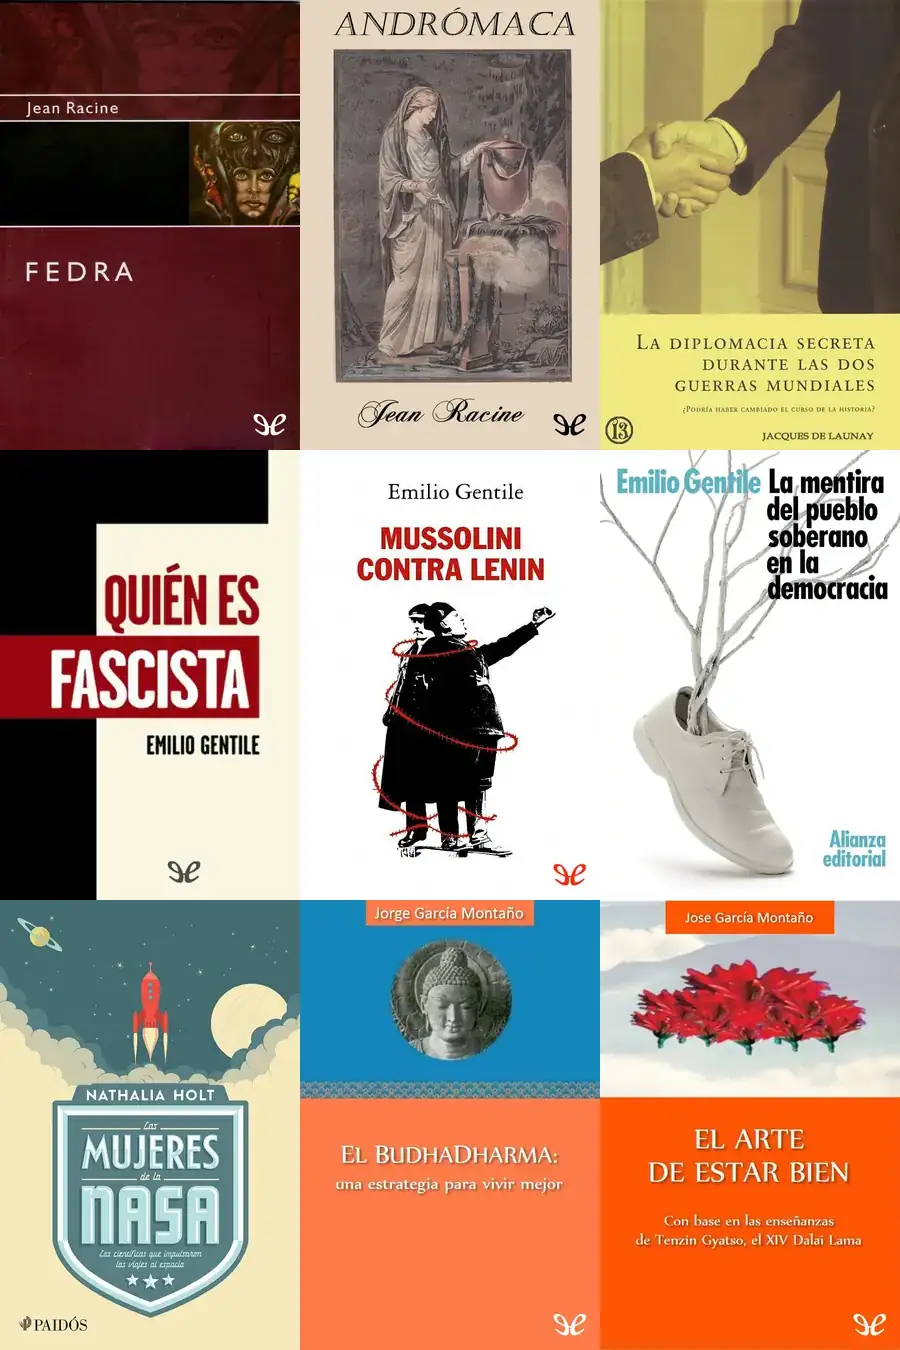 Jean Racine
FEDRA
ANDRÓMACA
Jean Racine
LA DIPLOMACIA SECRETA
DURANTE LAS DOS
GUERRAS MUNDIALES
¿PODRÍA HABER CAMBIADO EL CURSO DE LA HISTORIA?
13
JACQUES DE LAUNAY
QUIÉN ES
FASCISTA
EMILIO GENTILE
Emilio Gentile
MUSSOLINI
CONTRA LENIN
Emilio Gentile La mentira
del pueblo
soberano
en la
democracia
Alianza
editorial
NATHALIA HOLT
Las
MUJERES
de la
NASA
Las científicas que impulsaron
los viajes al espacio
PAIDÓS
Jorge García Montaño
EL BUDHADHARMA:
una estrategia para vivir mejor
Jose García Montaño
EL ARTE
DE ESTAR BIEN
Con base en las enseñanzas
de Tenzin Gyatso, el XIV Dalai Lama